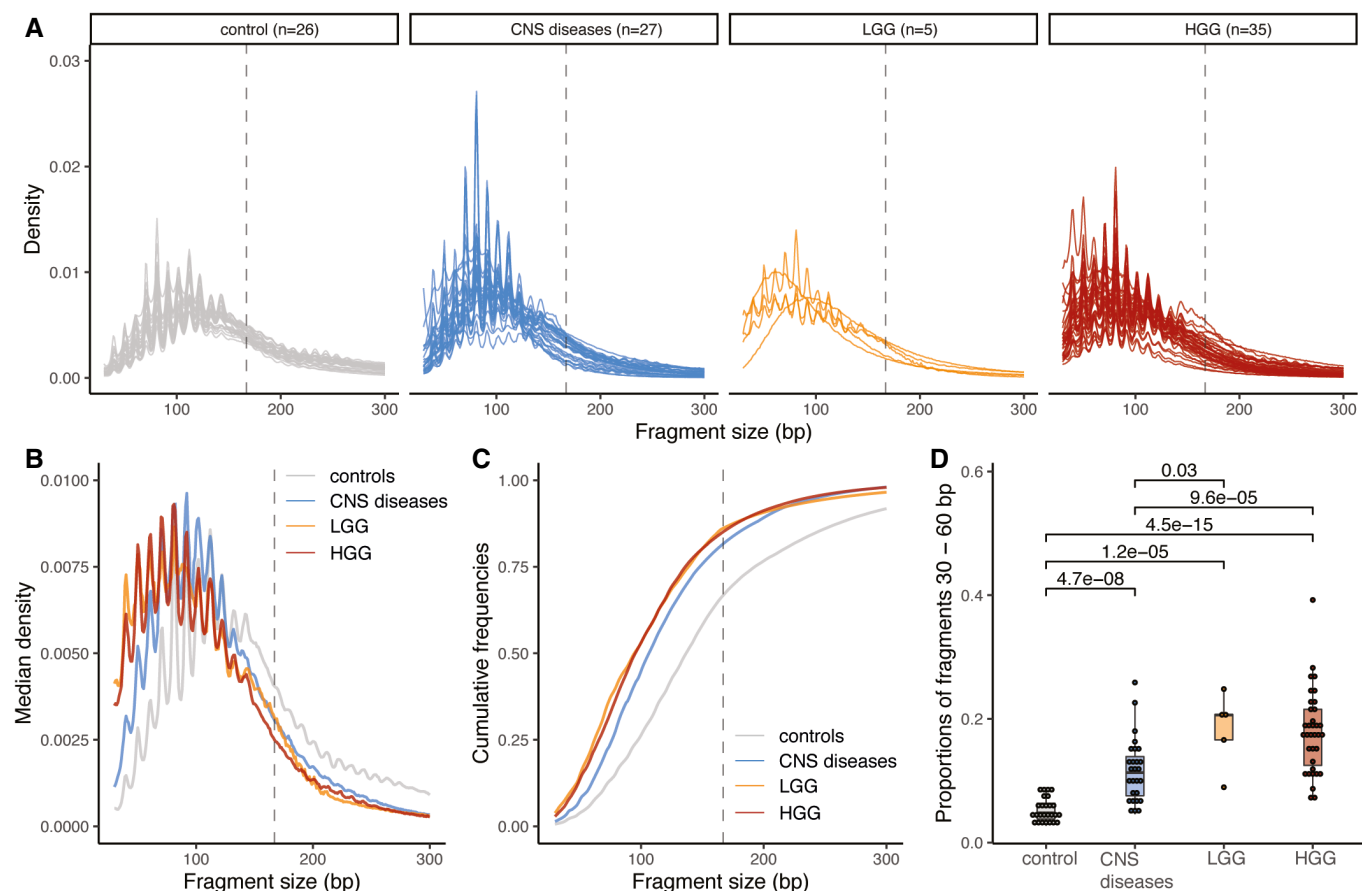 A
control (n=26)
CNS diseases (n=27)
LGG (n=5)
HGG (n=35)
0.03
0.02
0.01
0.00
Density
100 200 300
100 200 300
100 200 300
100 200 300
Fragment size (bp)
B
0.0100
0.0075
0.0050
0.0025
0.0000
Median density
controls
CNS diseases
LGG
HGG
100 200 300
Fragment size (bp)
C
1.00
0.75
0.50
0.25
0.00
Cumulative frequencies
controls
CNS diseases
LGG
HGG
100 200 300
Fragment size (bp)
D
0.6
0.4
0.2
0.0
Proportions of fragments 30 – 60 bp
0.03
9.6e−05
4.5e−15
1.2e−05
4.7e−08
control
CNS
diseases
LGG
HGG